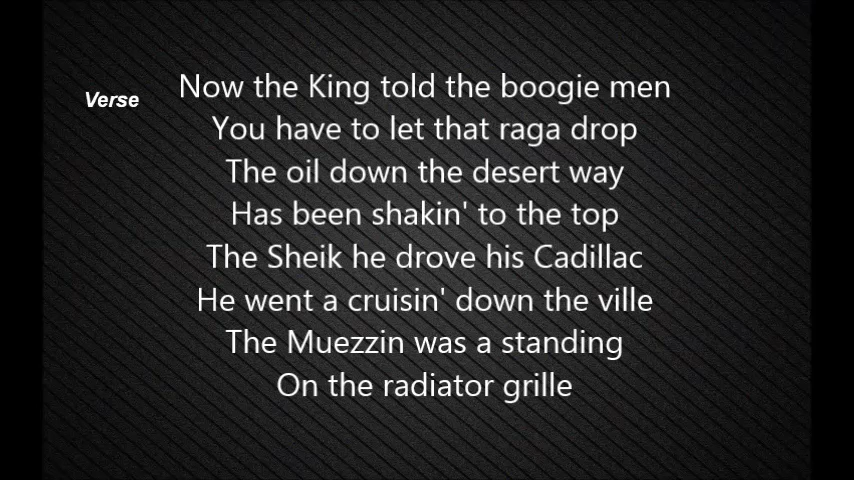 Verse
Now the King told the boogie men
You have to let that raga drop
The oil down the desert way
Has been shakin' to the top
The Sheik he drove his Cadillac
He went a cruisin' down the ville
The Muezzin was a standing
On the radiator grille